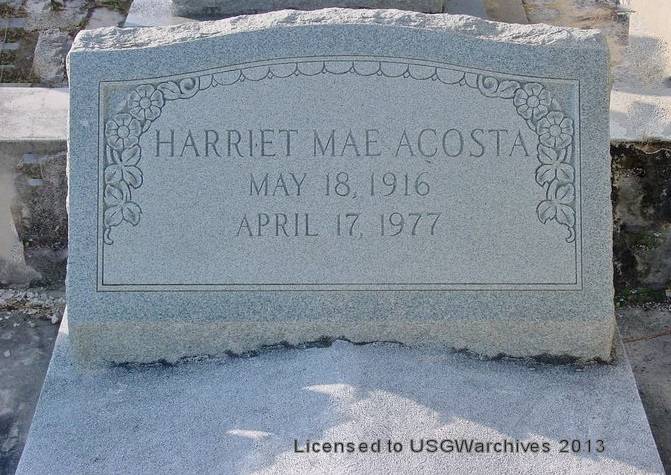 HARRIET MAE ACOSTA
MAY 18, 1916
APRIL 17, 1977
Licensed to USGWarchives 2013